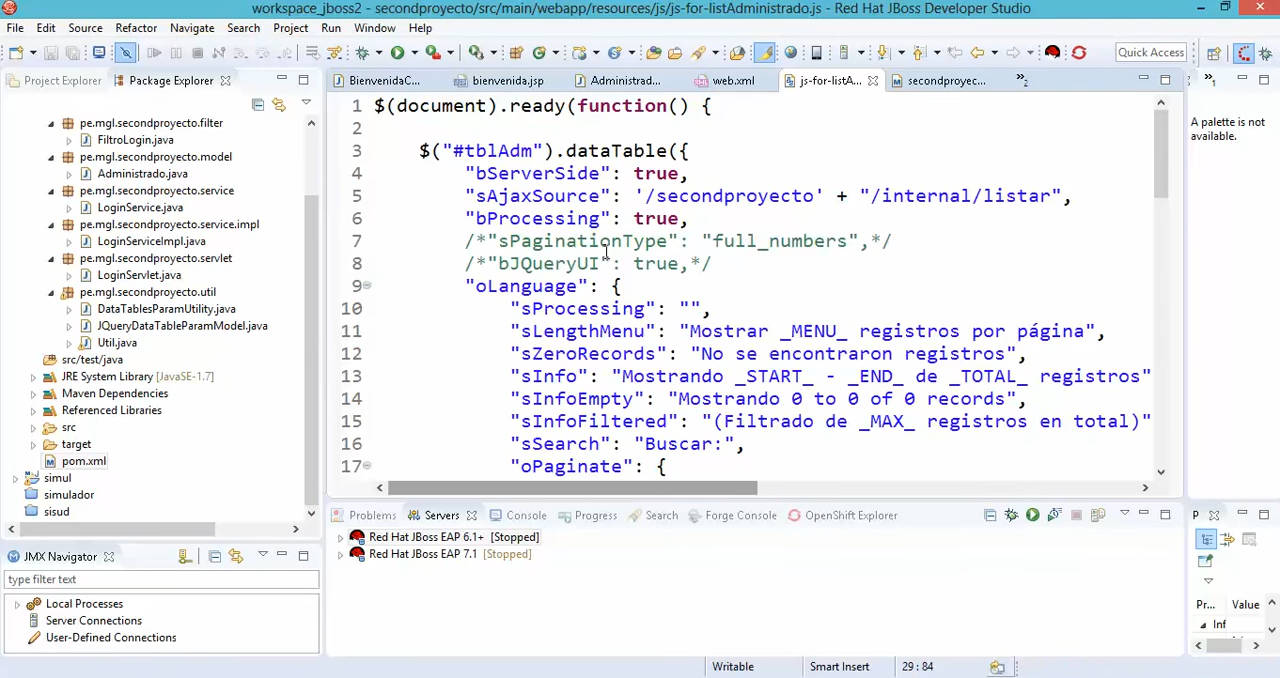 workspace_jboss2 - secondproyecto/src/main/webapp/resources/js/js-for-listAdministrado.js - Red Hat JBoss Developer Studio
File Edit Source Refactor Navigate Search Project Run Window Help
Quick Access
Project Explorer Package Explorer
BienvenidaC... bienvenida.jsp Administrad... web.xml js-for-listA... secondproyec... »2
pe.mgl.secondproyecto.filter
FiltroLogin.java
pe.mgl.secondproyecto.model
Administrado.java
pe.mgl.secondproyecto.service
LoginService.java
pe.mgl.secondproyecto.service.impl
LoginServiceImpl.java
pe.mgl.secondproyecto.servlet
LoginServlet.java
pe.mgl.secondproyecto.util
DataTablesParamUtility.java
JQueryDataTableParamModel.java
Util.java
src/test/java
JRE System Library [JavaSE-1.7]
Maven Dependencies
Referenced Libraries
src
target
pom.xml
simul
simulador
sisud
1 $(document).ready(function() {
2
3 $("#tblAdm").dataTable({
4 "bServerSide": true,
5 "sAjaxSource": '/secondproyecto' + "/internal/listar",
6 "bProcessing": true,
7 /*"sPaginationType": "full_numbers",*/
8 /*"bJQueryUI": true,*/
9 "oLanguage": {
10 "sProcessing": "",
11 "sLengthMenu": "Mostrar _MENU_ registros por página",
12 "sZeroRecords": "No se encontraron registros",
13 "sInfo": "Mostrando _START_ - _END_ de _TOTAL_ registros"
14 "sInfoEmpty": "Mostrando 0 to 0 of 0 records",
15 "sInfoFiltered": "(Filtrado de _MAX_ registros en total)"
16 "sSearch": "Buscar:",
17 "oPaginate": {
A palette is not
available.
JMX Navigator
type filter text
Local Processes
Server Connections
User-Defined Connections
Problems Servers Console Progress Search Forge Console OpenShift Explorer
Red Hat JBoss EAP 6.1+ [Stopped]
Red Hat JBoss EAP 7.1 [Stopped]
P
Pr... Value
Inf
Writable Smart Insert 29 : 84